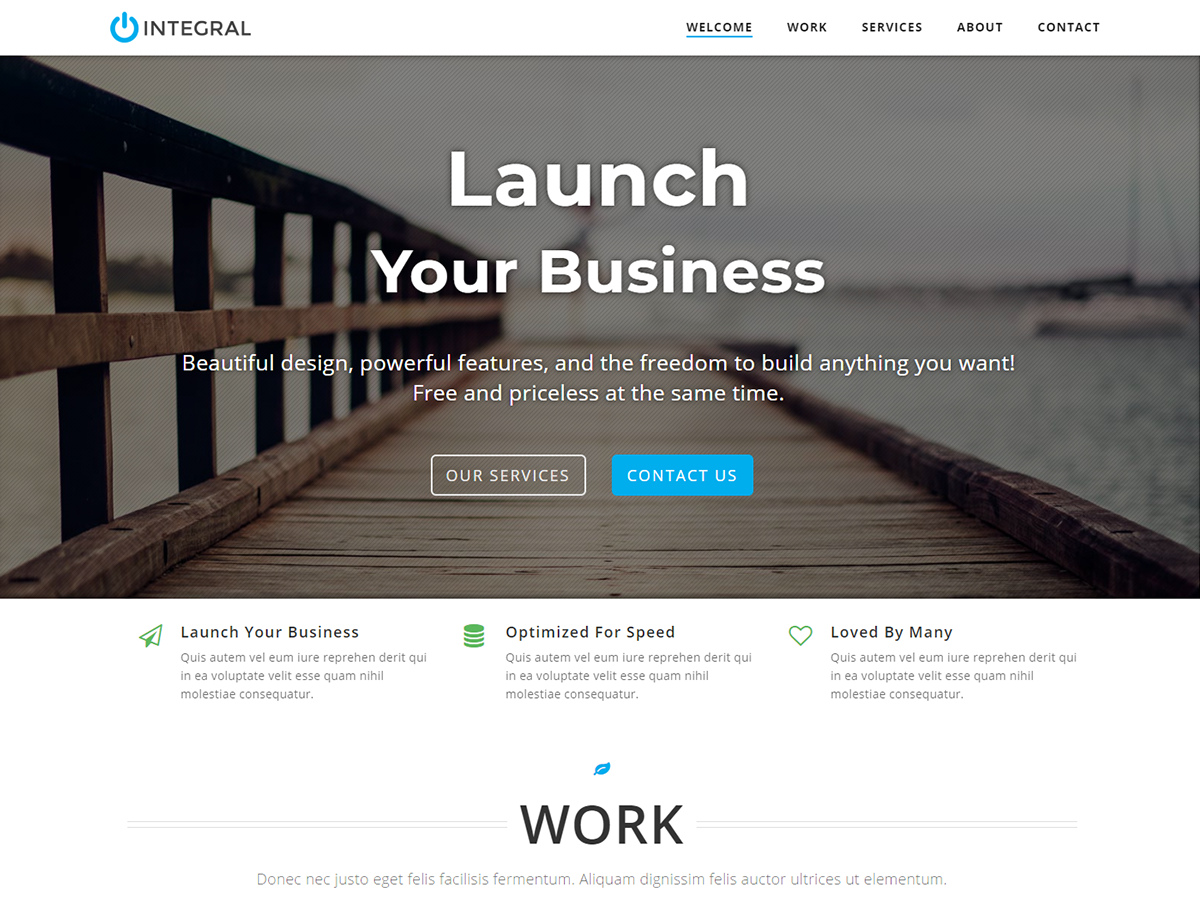 INTEGRAL
WELCOME WORK SERVICES ABOUT CONTACT
Launch
Your Business
Beautiful design, powerful features, and the freedom to build anything you want!
Free and priceless at the same time.
OUR SERVICES CONTACT US
Launch Your Business
Quis autem vel eum iure reprehen derit qui
in ea voluptate velit esse quam nihil
molestiae consequatur.
Optimized For Speed
Quis autem vel eum iure reprehen derit qui
in ea voluptate velit esse quam nihil
molestiae consequatur.
Loved By Many
Quis autem vel eum iure reprehen derit qui
in ea voluptate velit esse quam nihil
molestiae consequatur.
WORK
Donec nec justo eget felis facilisis fermentum. Aliquam dignissim felis auctor ultrices ut elementum.